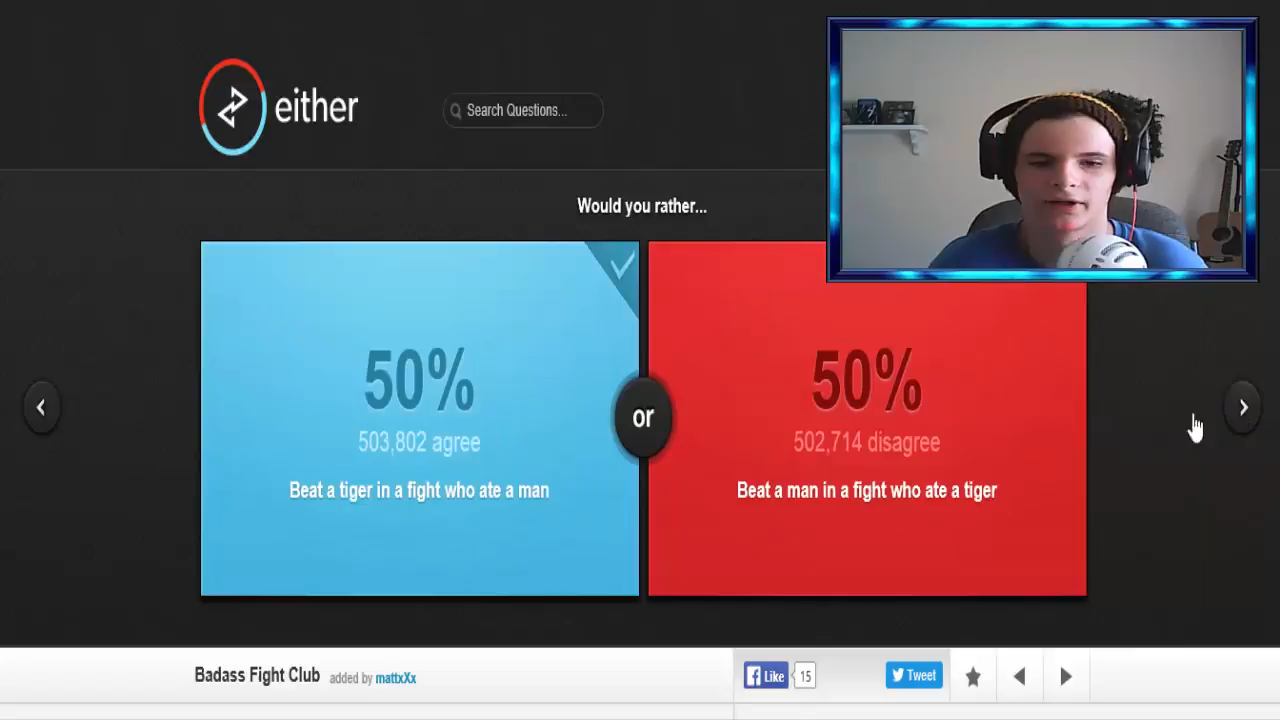 either
Search Questions...
Would you rather...
50%
503,802 agree
Beat a tiger in a fight who ate a man
or
50%
502,714 disagree
Beat a man in a fight who ate a tiger
Badass Fight Club added by mattxXx
Like 15
Tweet